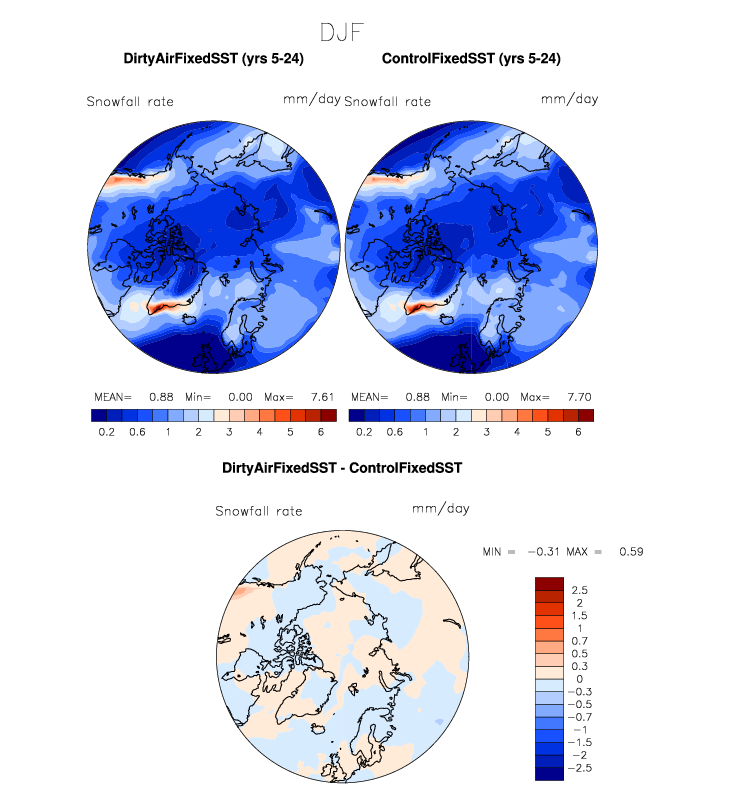 DJF
DirtyAirFixedSST (yrs 5-24) ControlFixedSST (yrs 5-24)
Snowfall rate mm/day Snowfall rate mm/day
MEAN= 0.88 Min= 0.00 Max= 7.61 MEAN= 0.88 Min= 0.00 Max= 7.70
0.2 0.6 1 2 3 4 5 6 0.2 0.6 1 2 3 4 5 6
DirtyAirFixedSST - ControlFixedSST
Snowfall rate mm/day
MIN = -0.31 MAX = 0.59
2.5
2
1.5
1
0.7
0.5
0.3
0
-0.3
-0.5
-0.7
-1
-1.5
-2
-2.5